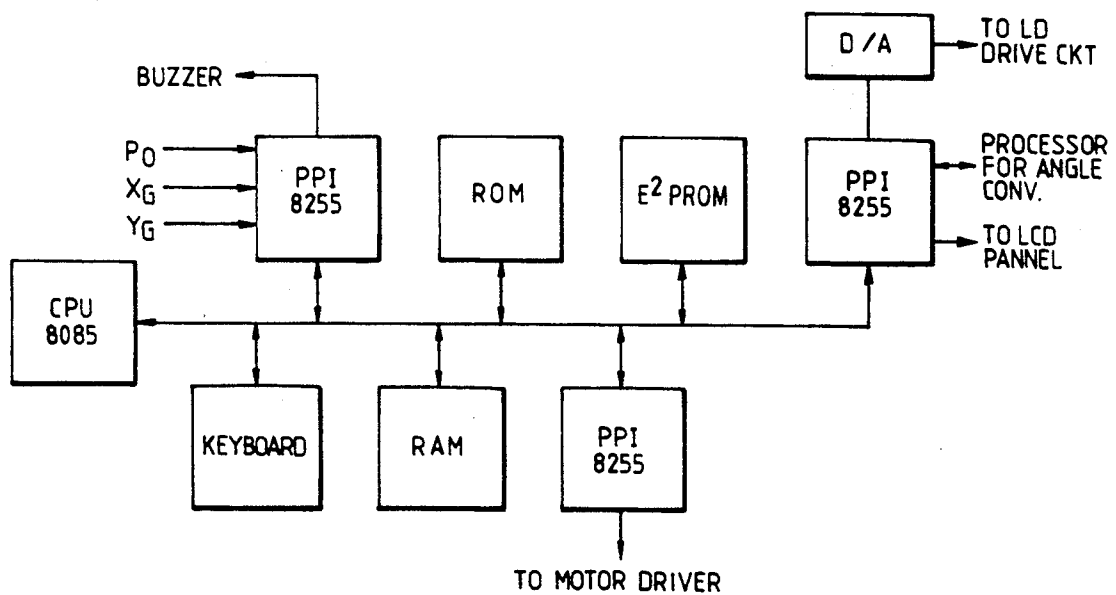 D/A
TO LD
DRIVE CKT
BUZZER
P0
XG
YG
PPI
8255
ROM
E² PROM
PPI
8255
PROCESSOR
FOR ANGLE
CONV.
TO LCD
PANNEL
CPU
8085
KEYBOARD
RAM
PPI
8255
TO MOTOR DRIVER